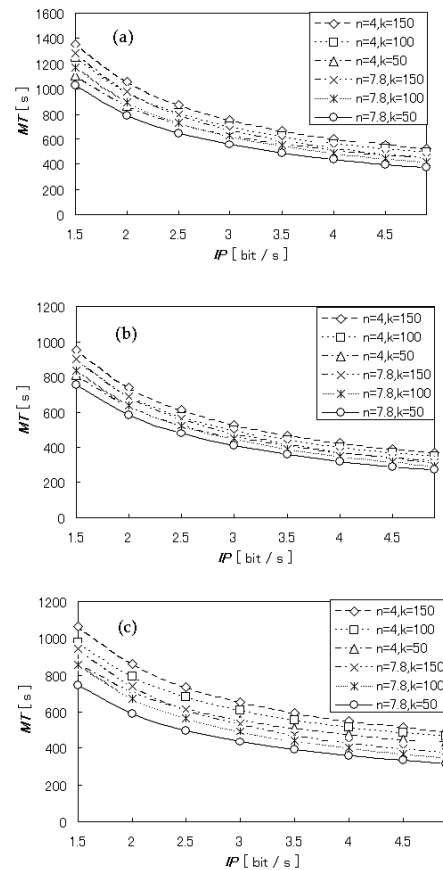 (a)
n=4,k=150
n=4,k=100
n=4,k=50
n=7.8,k=150
n=7.8,k=100
n=7.8,k=50
1600
1400
1200
1000
800
600
400
200
0
MT [ s ]
1.5 2 2.5 3 3.5 4 4.5
IP [ bit / s ]
(b)
n=4,k=150
n=4,k=100
n=4,k=50
n=7.8,k=150
n=7.8,k=100
n=7.8,k=50
1200
1000
800
600
400
200
0
MT [ s ]
1.5 2 2.5 3 3.5 4 4.5
IP [ bit / s ]
(c)
n=4,k=150
n=4,k=100
n=4,k=50
n=7.8,k=150
n=7.8,k=100
n=7.8,k=50
1200
1000
800
600
400
200
0
MT [ s ]
1.5 2 2.5 3 3.5 4 4.5
IP [ bit / s ]